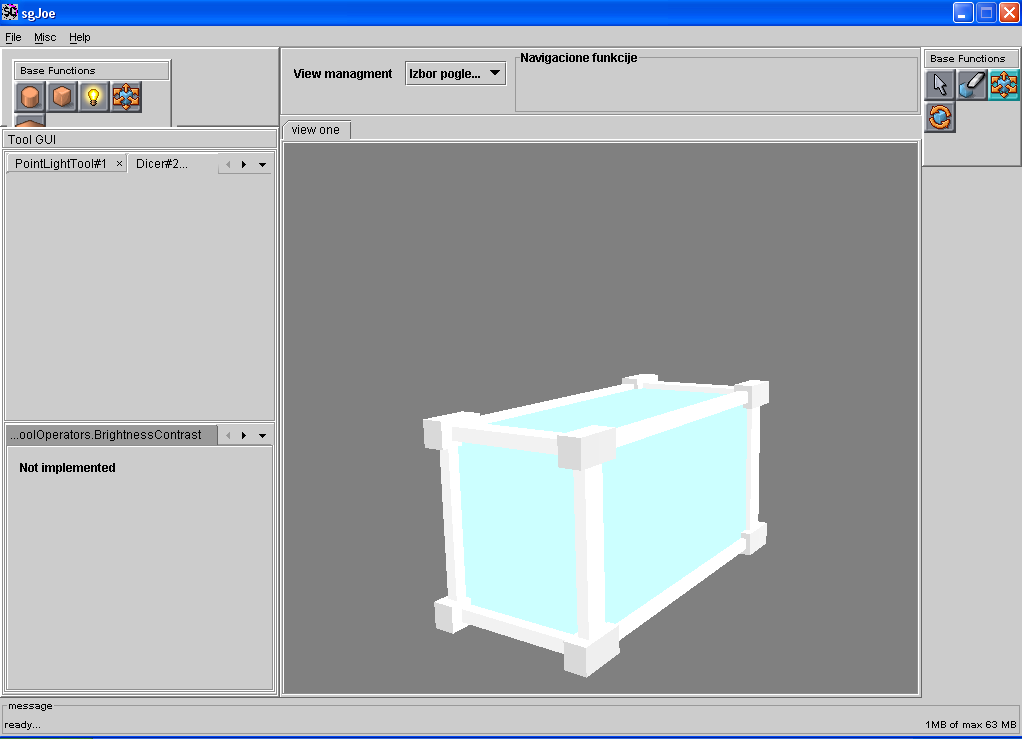 sgJoe
File Misc Help
Base Functions
View managment
Izbor pogle...
Navigacione funkcije
Base Functions
view one
Tool GUI
PointLightTool#1 ×
Dicer#2...
...oolOperators.BrightnessContrast
Not implemented
message
ready...
1MB of max 63 MB